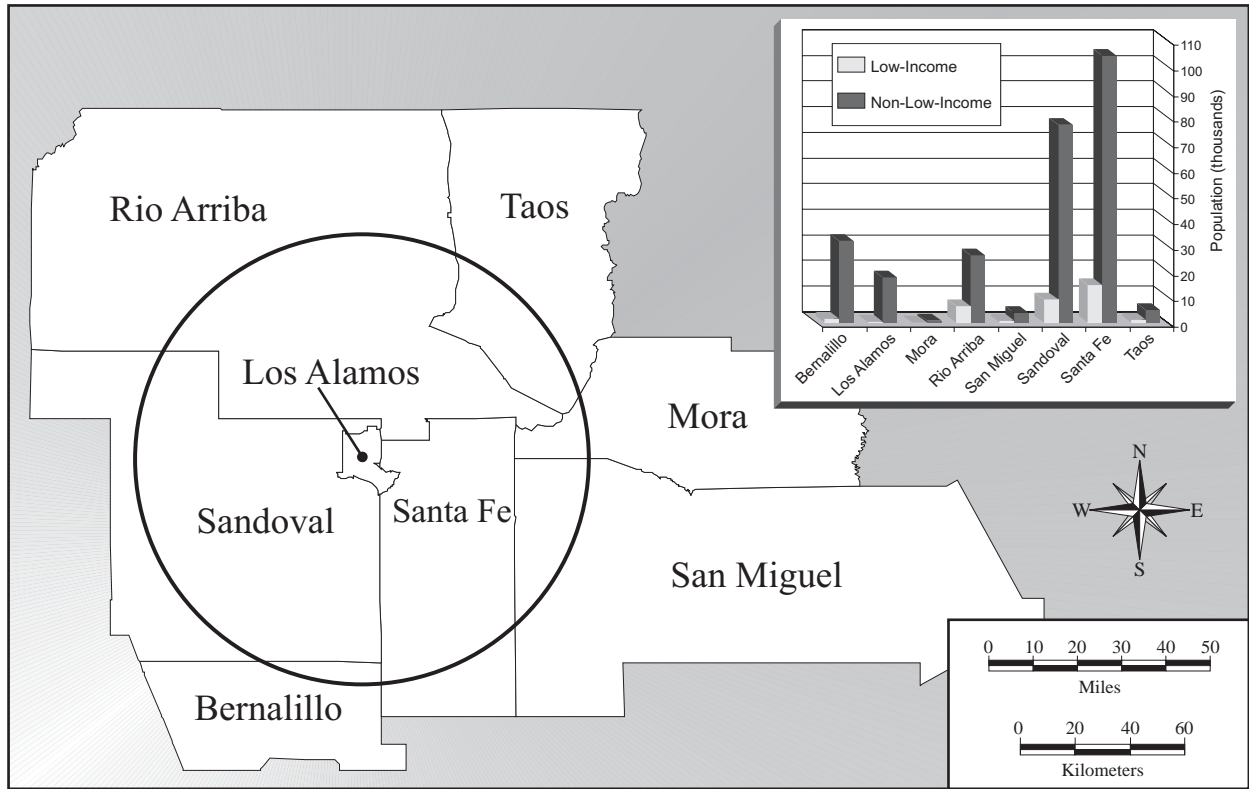 Low-Income
Non-Low-Income
110
100
90
80
70
60
50
40
30
20
10
0
Population (thousands)
Bernalillo
Los Alamos
Mora
Rio Arriba
San Miguel
Sandoval
Santa Fe
Taos
Rio Arriba
Taos
Los Alamos
Mora
Sandoval
Santa Fe
San Miguel
Bernalillo
N
W E
S
0 10 20 30 40 50
Miles
0 20 40 60
Kilometers